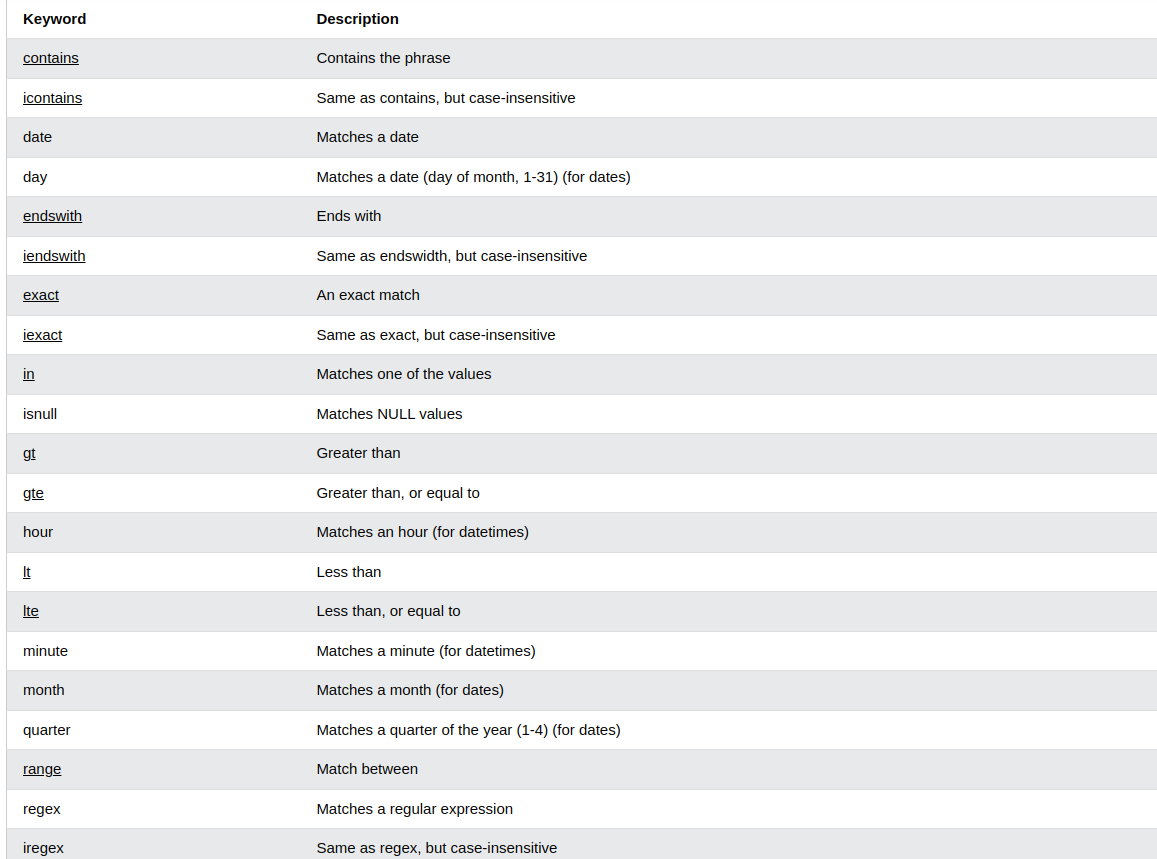 Keyword Description
contains Contains the phrase
icontains Same as contains, but case-insensitive
date Matches a date
day Matches a date (day of month, 1-31) (for dates)
endswith Ends with
iendswith Same as endswidth, but case-insensitive
exact An exact match
iexact Same as exact, but case-insensitive
in Matches one of the values
isnull Matches NULL values
gt Greater than
gte Greater than, or equal to
hour Matches an hour (for datetimes)
lt Less than
lte Less than, or equal to
minute Matches a minute (for datetimes)
month Matches a month (for dates)
quarter Matches a quarter of the year (1-4) (for dates)
range Match between
regex Matches a regular expression
iregex Same as regex, but case-insensitive